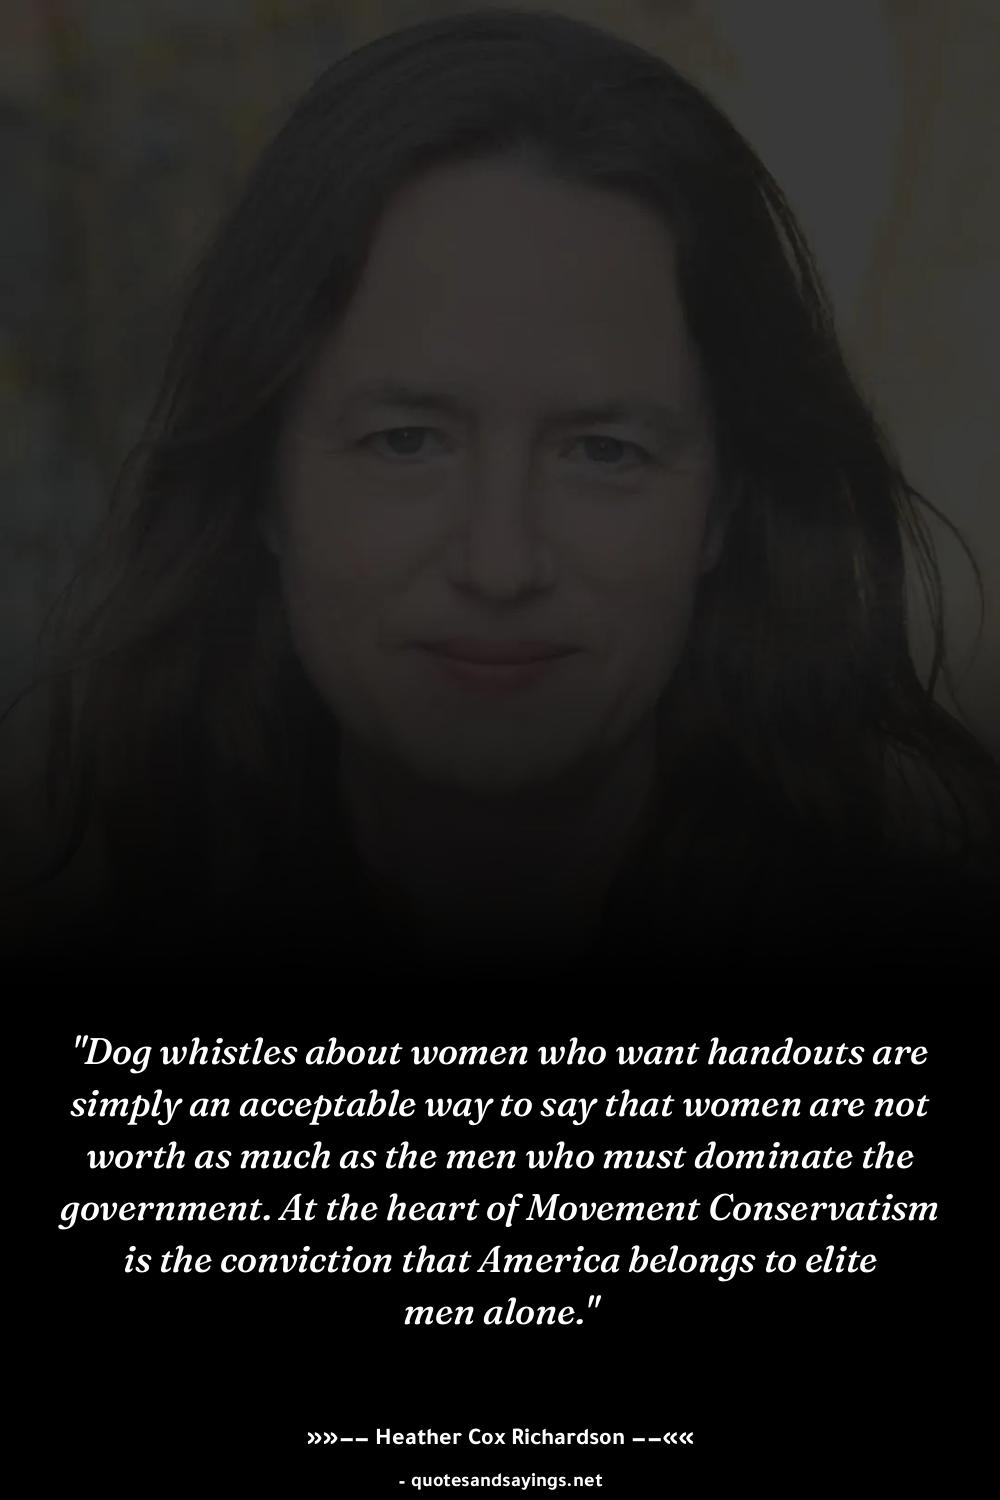 "Dog whistles about women who want handouts are
simply an acceptable way to say that women are not
worth as much as the men who must dominate the
government. At the heart of Movement Conservatism
is the conviction that America belongs to elite
men alone."
»»−− Heather Cox Richardson −−««
- quotesandsayings.net